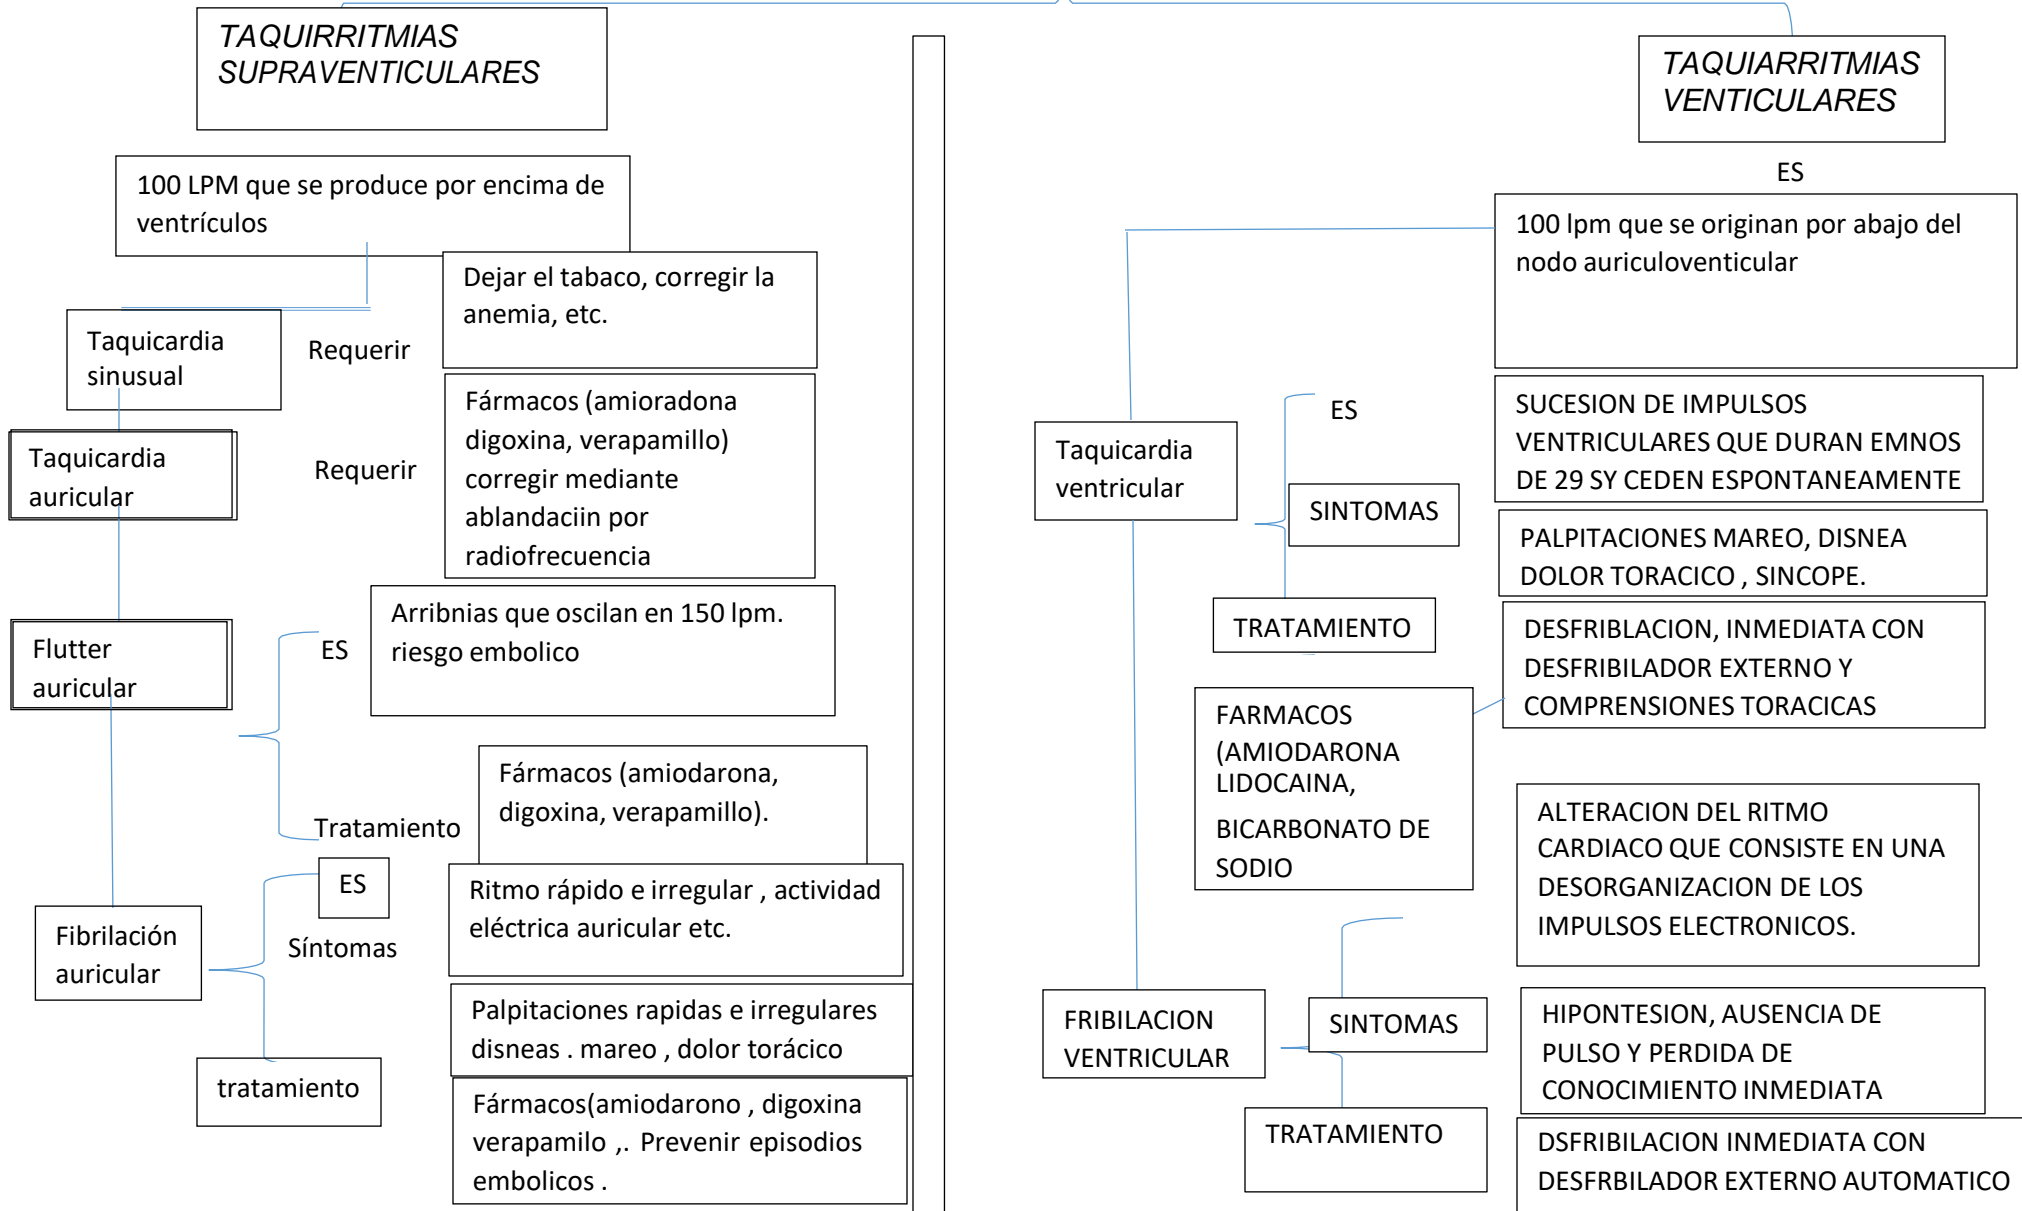 TAQUIRRITMIAS
SUPRAVENTICULARES
100 LPM que se produce por encima de
ventrículos
Dejar el tabaco, corregir la
anemia, etc.
Taquicardia
sinusual
Requerir
Fármacos (amioradona
digoxina, verapamillo)
corregir mediante
ablandaciin por
radiofrecuencia
Taquicardia
auricular
Requerir
Arribnias que oscilan en 150 lpm.
riesgo embolico
ES
Flutter
auricular
Fármacos (amiodarona,
digoxina, verapamillo).
Tratamiento
ES
Ritmo rápido e irregular , actividad
eléctrica auricular etc.
Síntomas
Fibrilación
auricular
Palpitaciones rapidas e irregulares
disneas . mareo , dolor torácico
tratamiento
Fármacos(amiodarono , digoxina
verapamilo ,. Prevenir episodios
embolicos .
TAQUIARRITMIAS
VENTICULARES
ES
100 lpm que se originan por abajo del
nodo auriculoventicular
Taquicardia
ventricular
ES
SUCESION DE IMPULSOS
VENTRICULARES QUE DURAN EMNOS
DE 29 SY CEDEN ESPONTANEAMENTE
SINTOMAS
PALPITACIONES MAREO, DISNEA
DOLOR TORACICO , SINCOPE.
TRATAMIENTO
DESFRIBLACION, INMEDIATA CON
DESFRIBILADOR EXTERNO Y
COMPRENSIONES TORACICAS
FARMACOS
(AMIODARONA
LIDOCAINA,
BICARBONATO DE
SODIO
ALTERACION DEL RITMO
CARDIACO QUE CONSISTE EN UNA
DESORGANIZACION DE LOS
IMPULSOS ELECTRONICOS.
FRIBILACION
VENTRICULAR
SINTOMAS
HIPONTESION, AUSENCIA DE
PULSO Y PERDIDA DE
CONOCIMIENTO INMEDIATA
TRATAMIENTO
DSFRIBILACION INMEDIATA CON
DESFRBILADOR EXTERNO AUTOMATICO